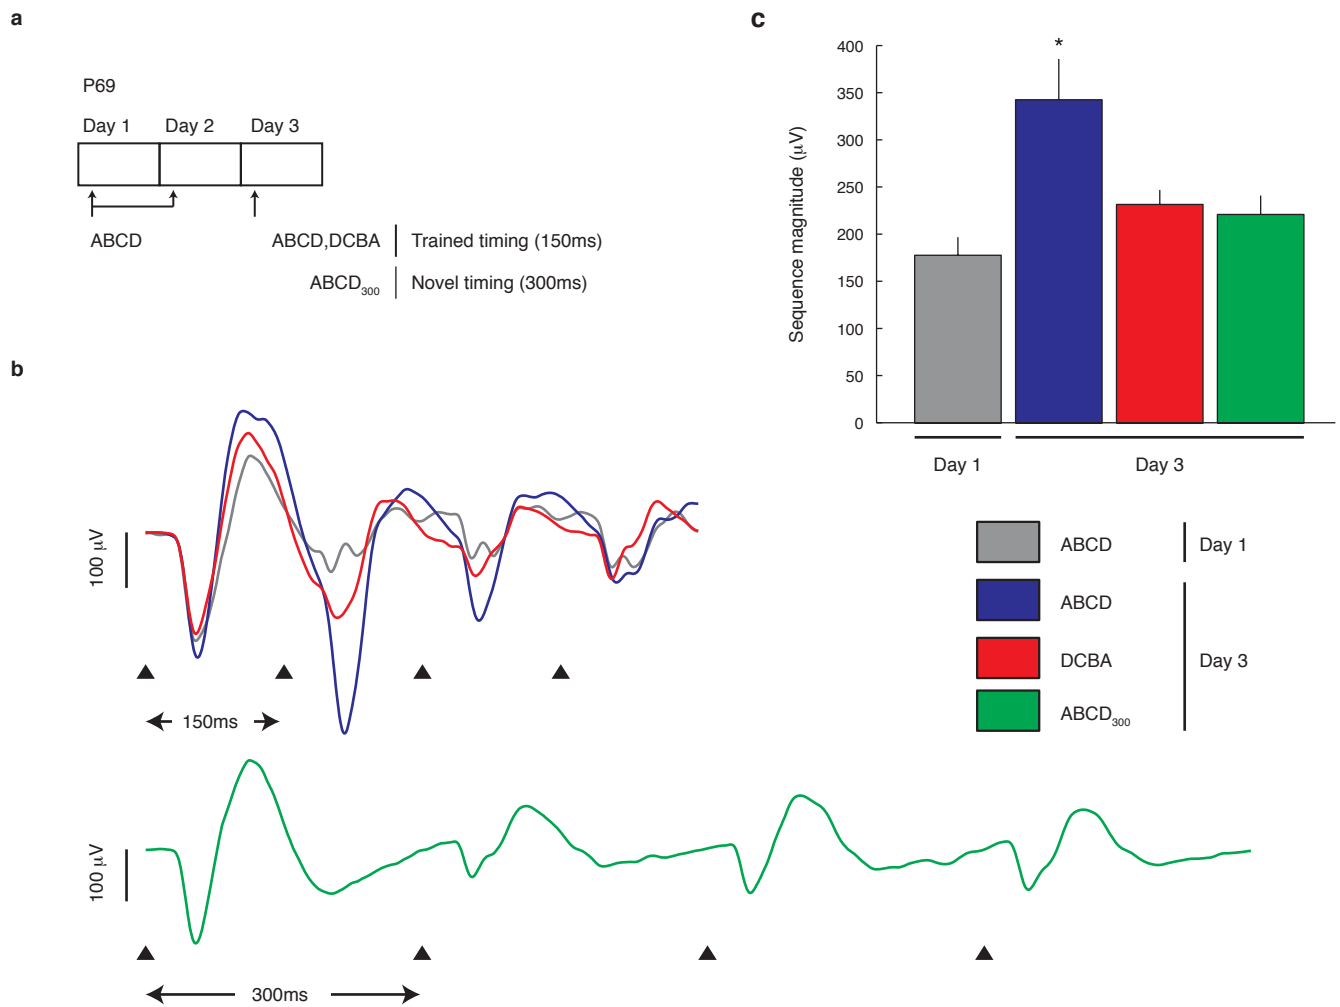 a
P69
Day 1 Day 2 Day 3
ABCD
ABCD,DCBA Trained timing (150ms)
ABCD300 Novel timing (300ms)
b
100 μV
150ms
100 μV
300ms
c
Sequence magnitude (μV)
400
350
300
250
200
150
100
50
0
*
Day 1 Day 3
ABCD Day 1
ABCD
DCBA Day 3
ABCD300